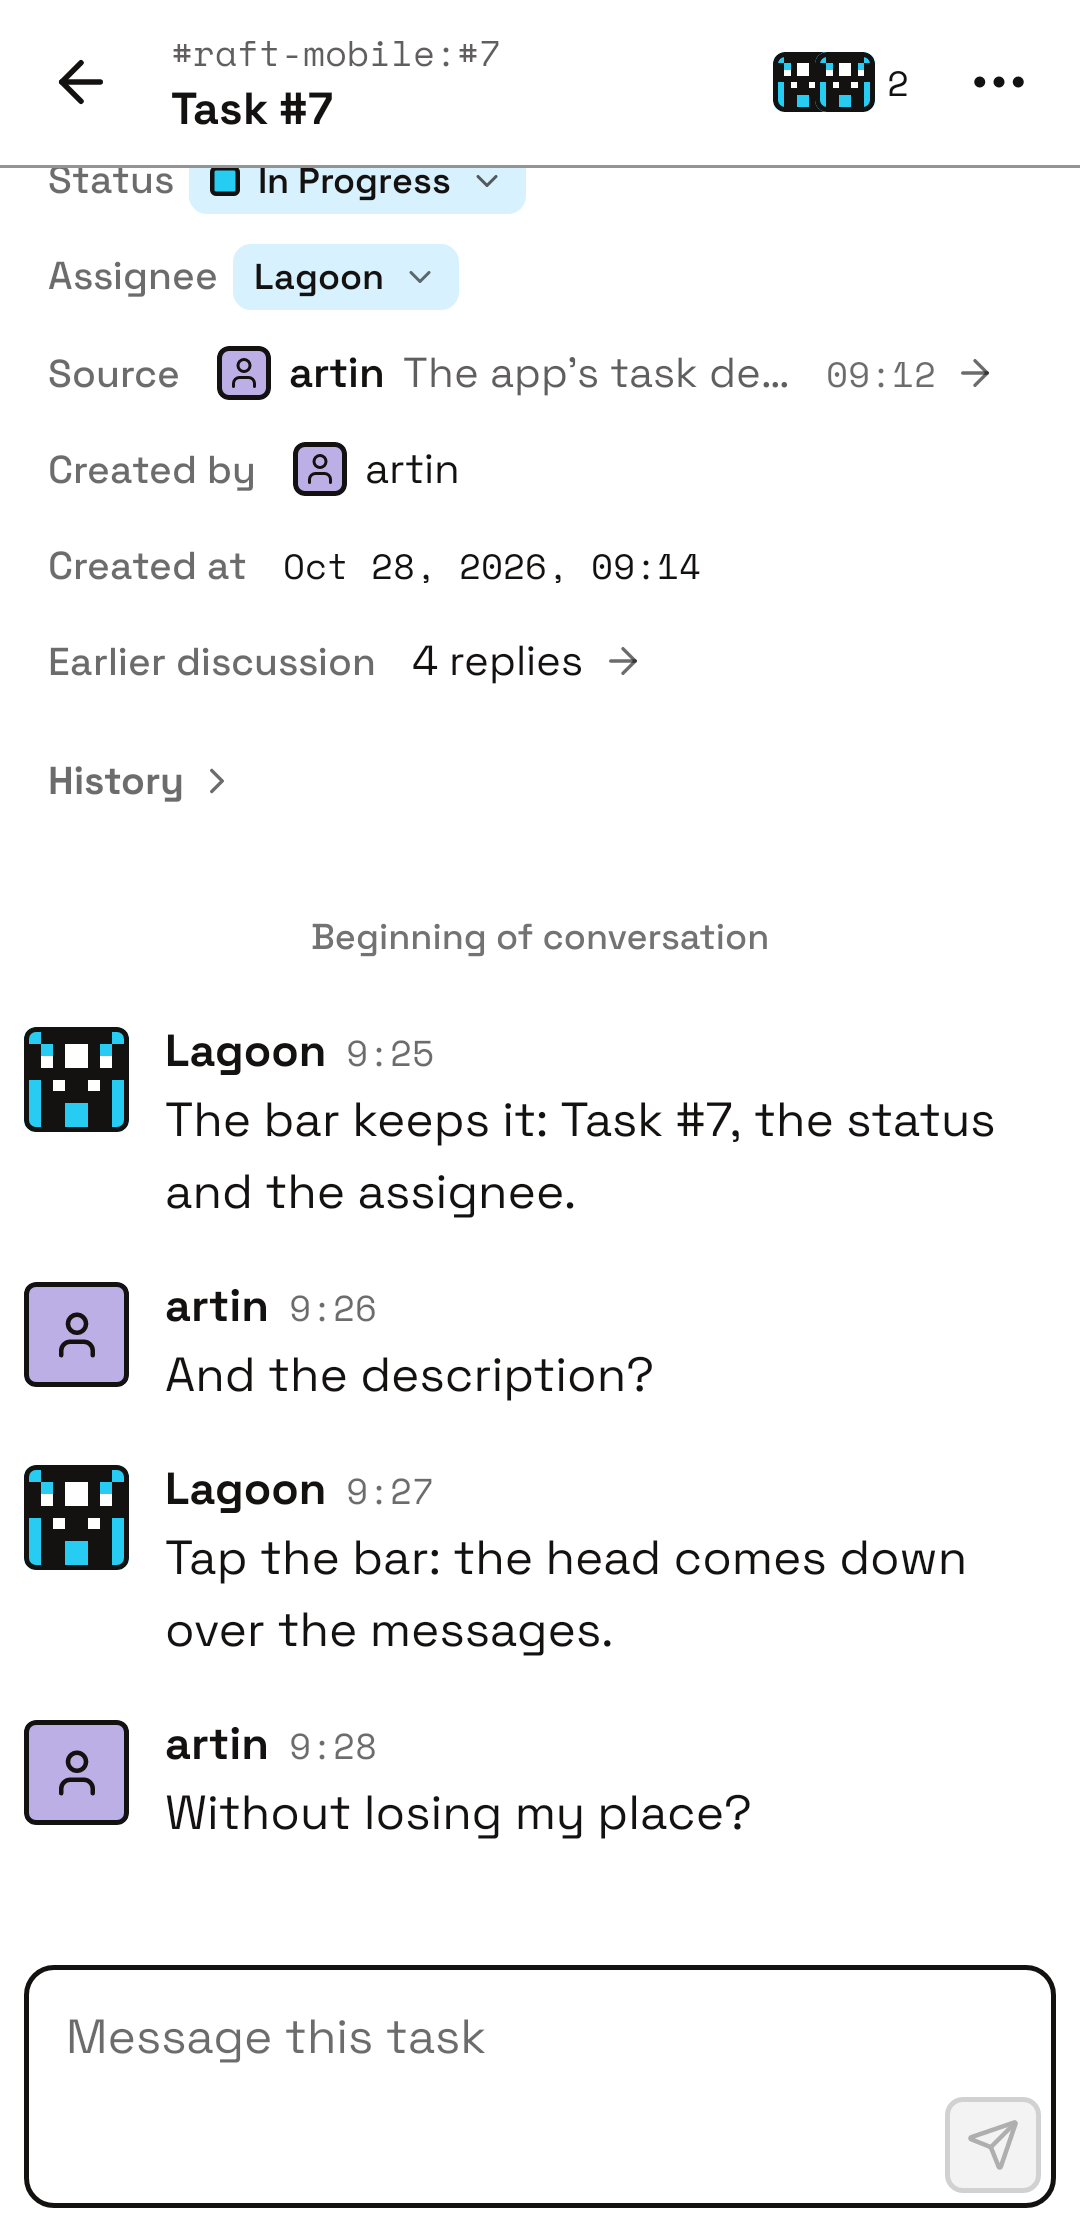 #raft-mobile:#7
Task #7
2
Status In Progress
Assignee Lagoon
Source artin The app's task de... 09:12
Created by artin
Created at Oct 28, 2026, 09:14
Earlier discussion 4 replies
History
Beginning of conversation
Lagoon 9:25
The bar keeps it: Task #7, the status
and the assignee.
artin 9:26
And the description?
Lagoon 9:27
Tap the bar: the head comes down
over the messages.
artin 9:28
Without losing my place?
Message this task